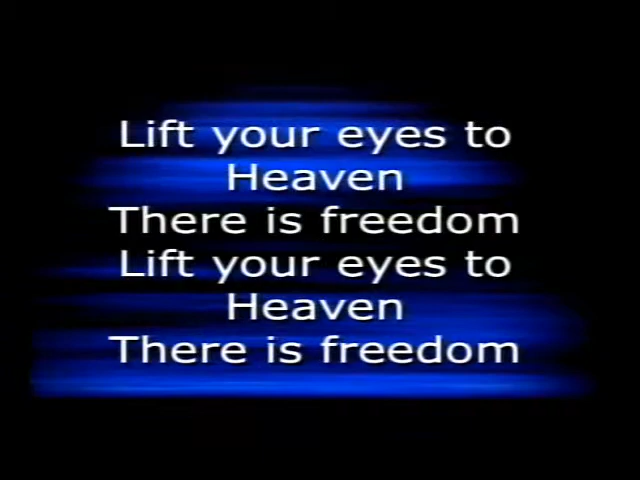 Lift your eyes to
Heaven
There is freedom
Lift your eyes to
Heaven
There is freedom